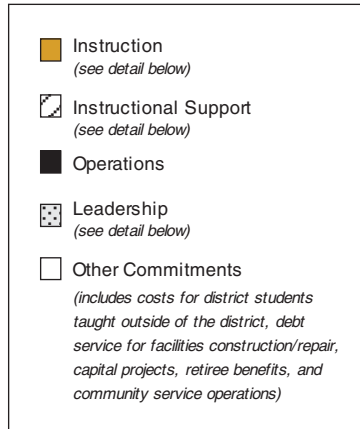 Instruction
(see detail below)
Instructional Support
(see detail below)
Operations
Leadership
(see detail below)
Other Commitments
(includes costs for district students
taught outside of the district, debt
service for facilities construction/repair,
capital projects, retiree benefits, and
community service operations)